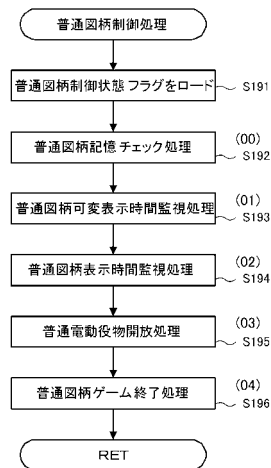 普通図柄制御処理
普通図柄制御状態フラグをロード
S191
(00)
普通図柄記憶チェック処理
S192
(01)
普通図柄可変表示時間監視処理
S193
(02)
普通図柄表示時間監視処理
S194
(03)
普通電動役物開放処理
S195
(04)
普通図柄ゲーム終了処理
S196
RET